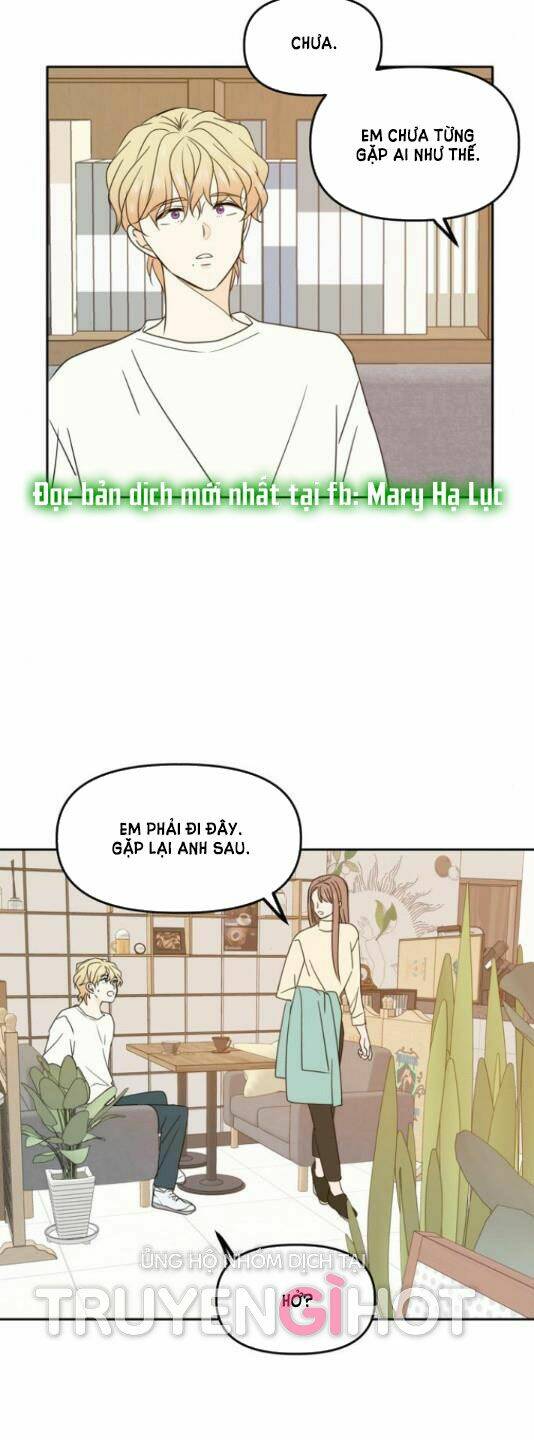 CHƯA.
EM CHƯA TỪNG
GẶP AI NHƯ THẾ.
Đọc bản dịch mới nhất tại fb: Mary Hạ Lục
EM PHẢI ĐI ĐÂY.
GẶP LẠI ANH SAU.
ỦNG HỘ NHÓM DỊCH TẠI
TRUYENGIHOT
HỞ?